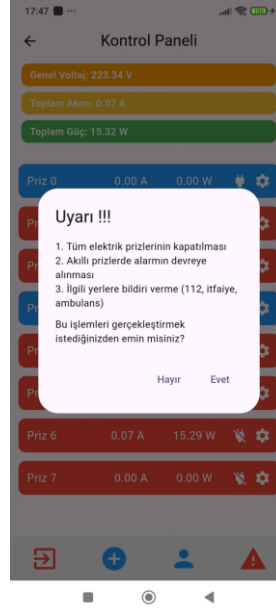 17:47
Kontrol Paneli
Genel Voltaj: 223.34 V
Toplam Akım: 0.07 A
Toplam Güç: 15.32 W
Priz 0 0.00 A 0.00 W
Uyarı !!!
1. Tüm elektrik prizlerinin kapatılması
2. Akıllı prizlerde alarmın devreye
alınması
3. İlgili yerlere bildiri verme (112, itfaiye,
ambulans)
Bu işlemleri gerçekleştirmek
istediğinizden emin misiniz?
Hayır Evet
Priz 6 0.07 A 15.29 W
Priz 7 0.00 A 0.00 W